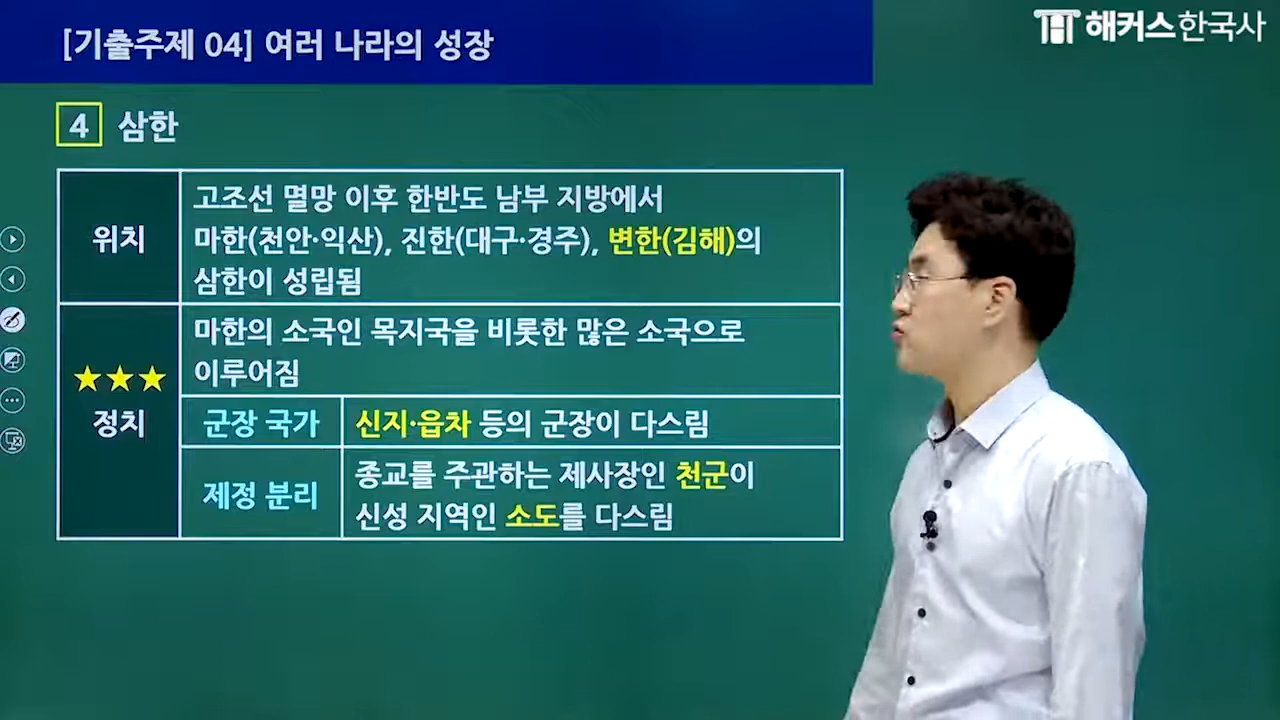 [기출주제 04] 여러 나라의 성장
해커스한국사
4 삼한
위치
고조선 멸망 이후 한반도 남부 지방에서
마한(천안·익산), 진한(대구·경주), 변한(김해)의
삼한이 성립됨
★★★
정치
마한의 소국인 목지국을 비롯한 많은 소국으로
이루어짐
군장 국가
신지·읍차 등의 군장이 다스림
제정 분리
종교를 주관하는 제사장인 천군이
신성 지역인 소도를 다스림